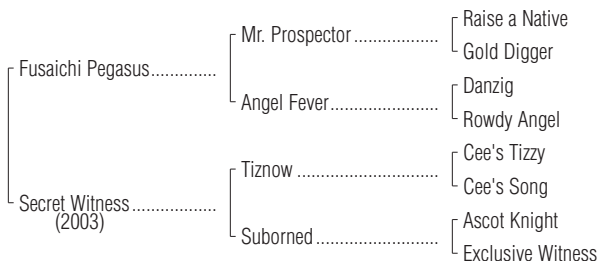 Raise a Native
Mr. Prospector ..................
Gold Digger
Fusaichi Pegasus..............
Danzig
Angel Fever.......................
Rowdy Angel
Cee's Tizzy
Tiznow ..............................
Cee's Song
Secret Witness..................
(2003)
Ascot Knight
Suborned..........................
Exclusive Witness